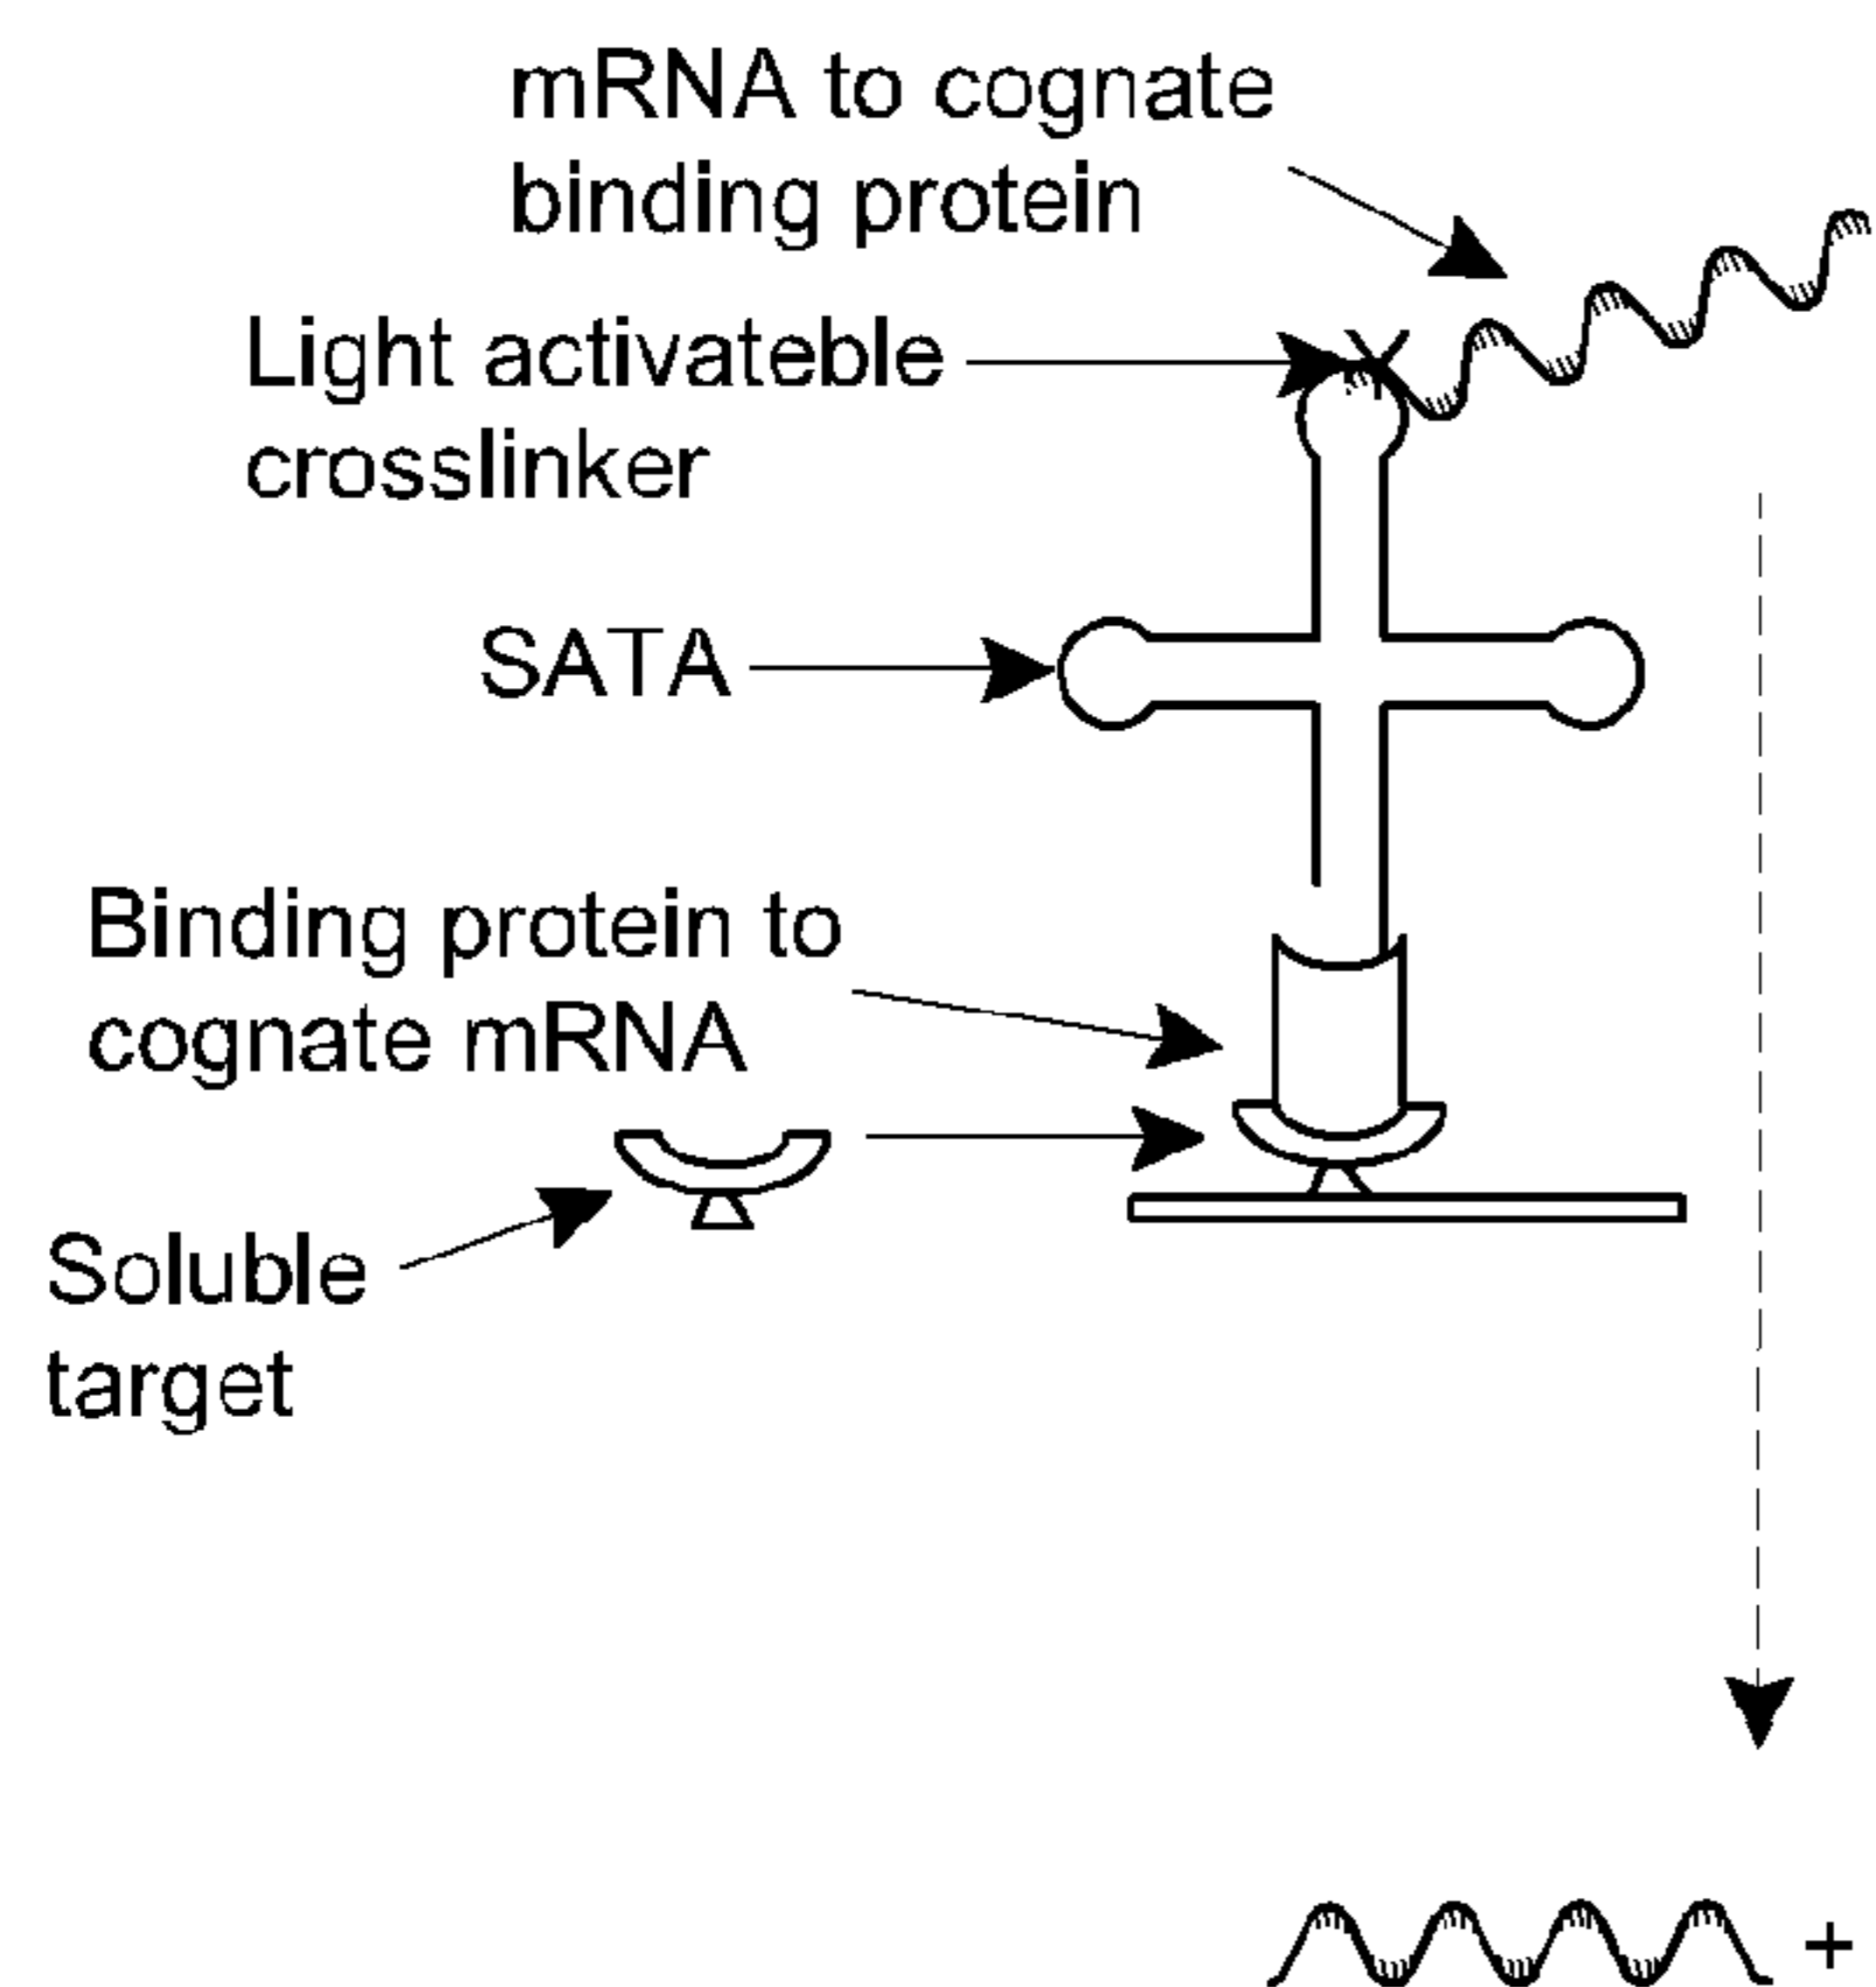 mRNA to cognate
binding protein
Light activateble
crosslinker
SATA
Binding protein to
cognate mRNA
Soluble
target
+